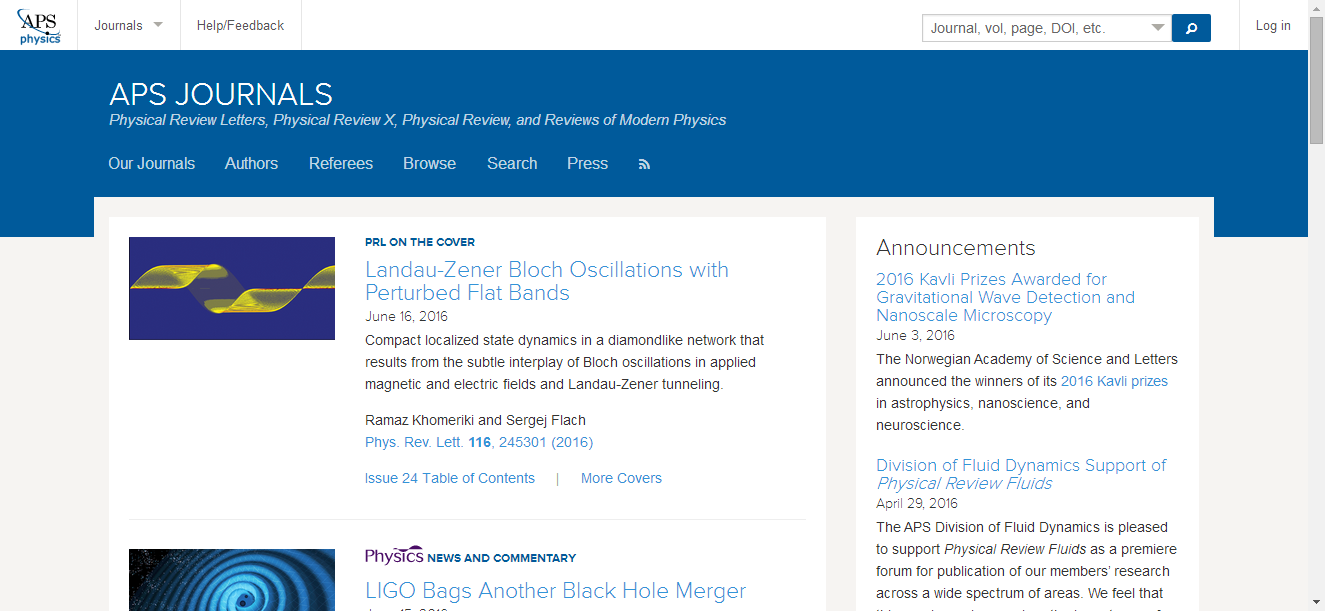 APS
physics
Journals
Help/Feedback
Journal, vol, page, DOI, etc.
Log in
APS JOURNALS
Physical Review Letters, Physical Review X, Physical Review, and Reviews of Modern Physics
Our Journals
Authors
Referees
Browse
Search
Press
PRL ON THE COVER
Landau-Zener Bloch Oscillations with
Perturbed Flat Bands
June 16, 2016
Compact localized state dynamics in a diamondlike network that
results from the subtle interplay of Bloch oscillations in applied
magnetic and electric fields and Landau-Zener tunneling.
Ramaz Khomeriki and Sergej Flach
Phys. Rev. Lett. 116, 245301 (2016)
Issue 24 Table of Contents | More Covers
Physics NEWS AND COMMENTARY
LIGO Bags Another Black Hole Merger
Announcements
2016 Kavli Prizes Awarded for
Gravitational Wave Detection and
Nanoscale Microscopy
June 3, 2016
The Norwegian Academy of Science and Letters
announced the winners of its 2016 Kavli prizes
in astrophysics, nanoscience, and
neuroscience.
Division of Fluid Dynamics Support of
Physical Review Fluids
April 29, 2016
The APS Division of Fluid Dynamics is pleased
to support Physical Review Fluids as a premiere
forum for publication of our members' research
across a wide spectrum of areas. We feel that